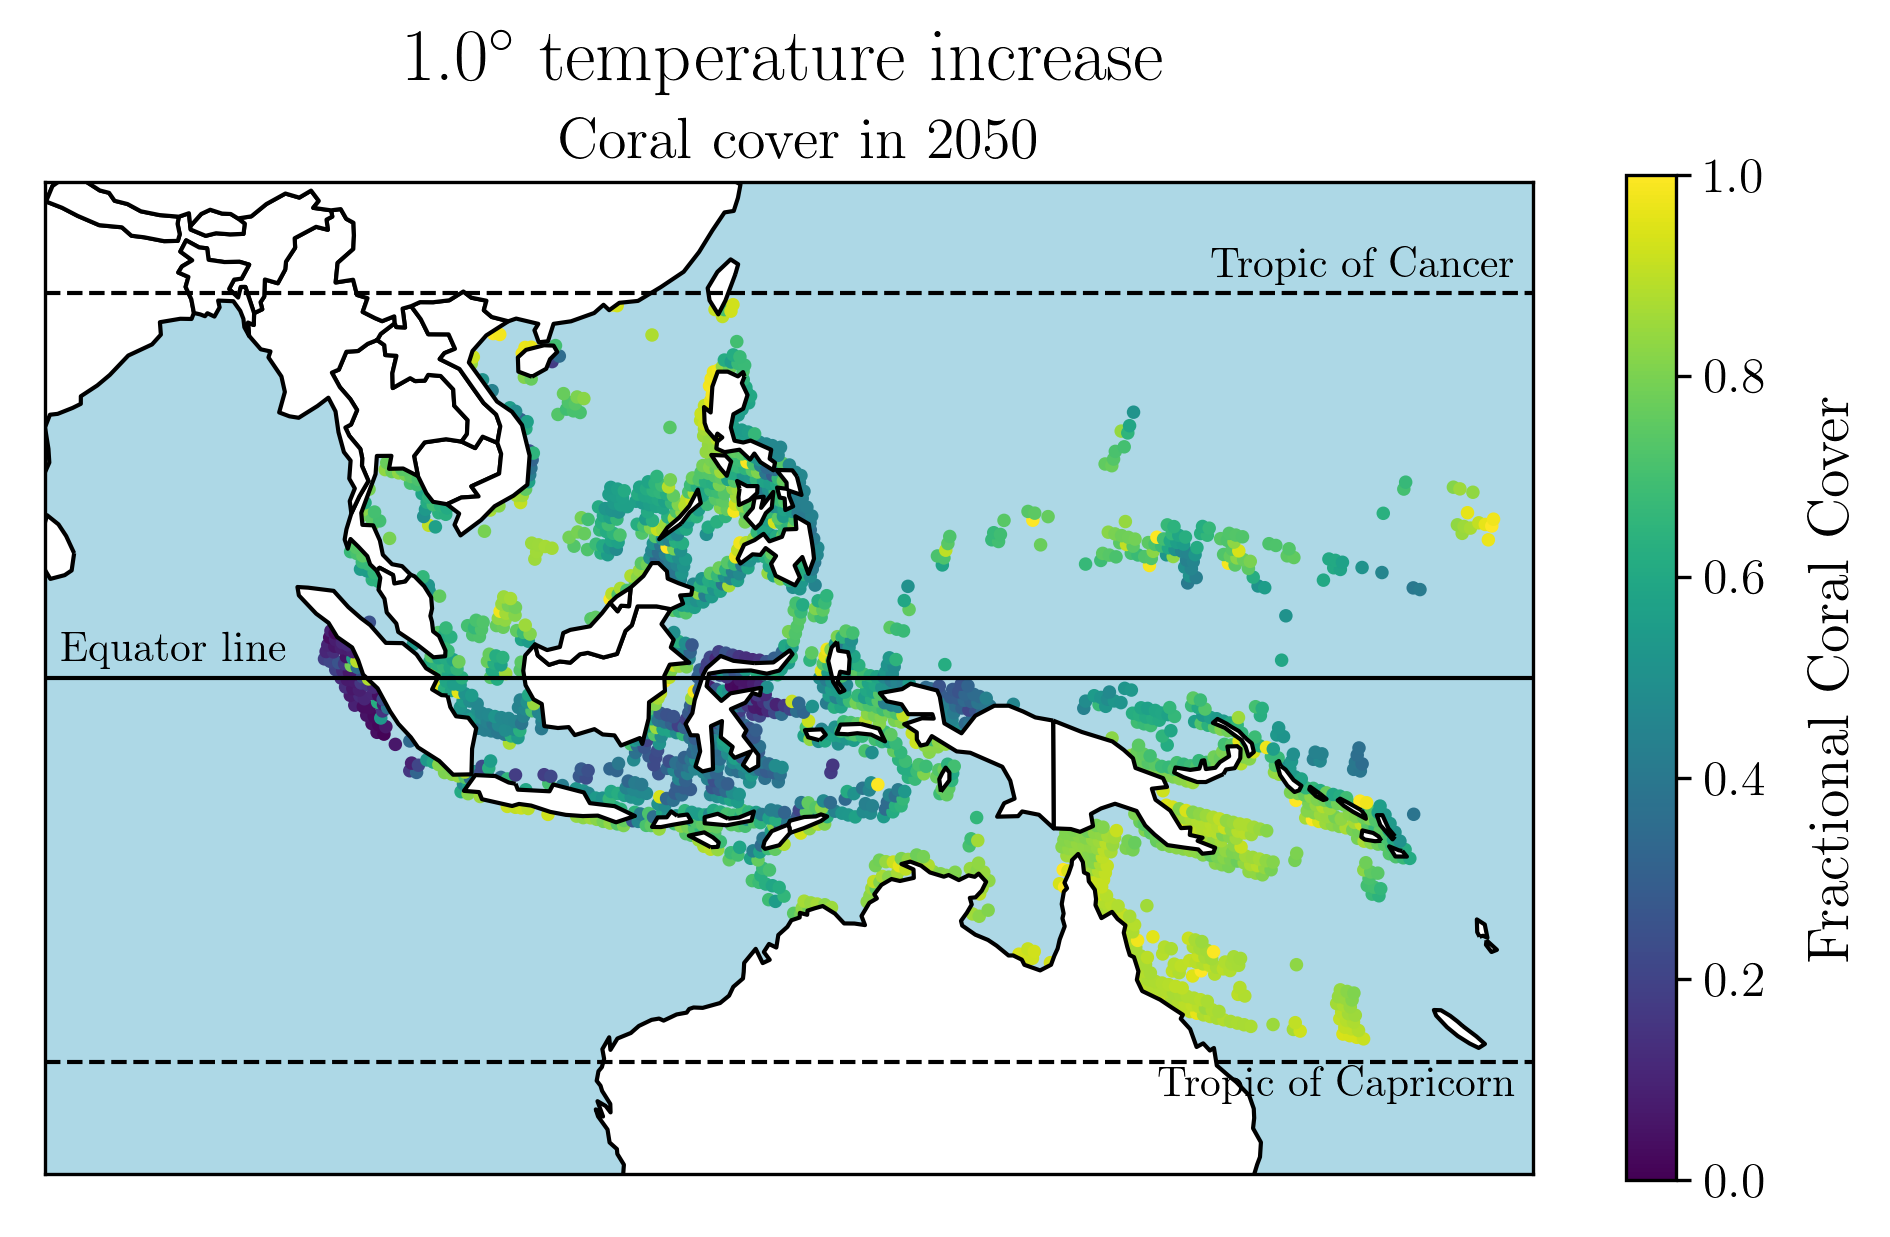 1.0° temperature increase
Coral cover in 2050
Tropic of Cancer
Equator line
Tropic of Capricorn
1.0
0.8
0.6
0.4
0.2
0.0
Fractional Coral Cover